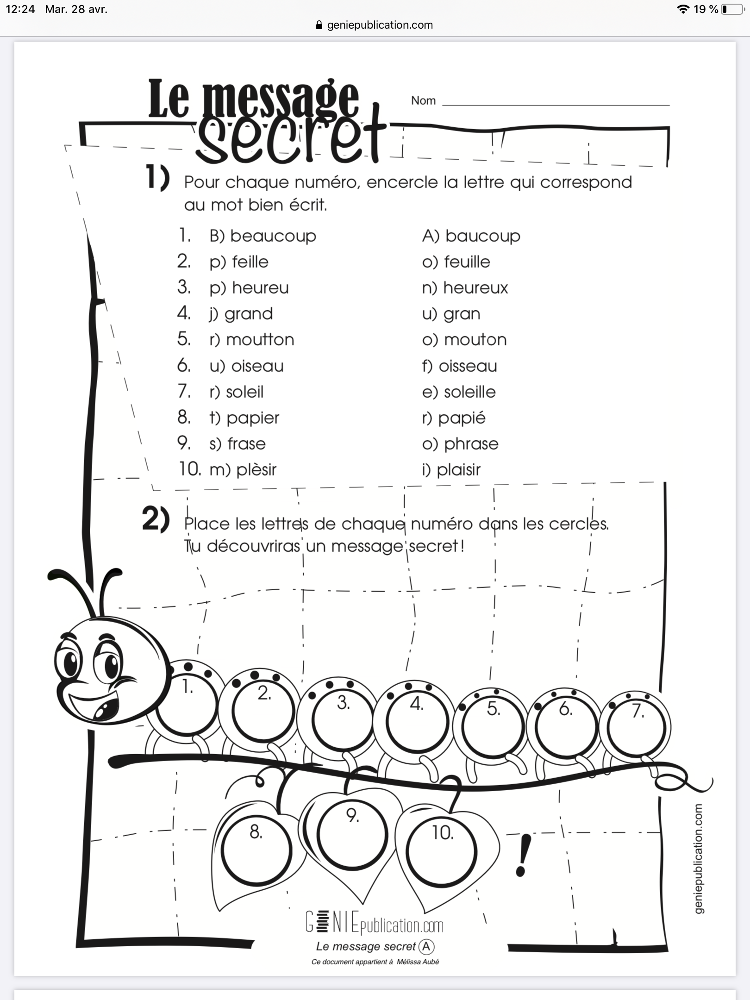 12:24 Mar. 28 avr. 19 %
geniepublication.com
Le message
secret
Nom
1) Pour chaque numéro, encercle la lettre qui correspond
au mot bien écrit.
1. B) beaucoup A) baucoup
2. p) feille o) feuille
3. p) heureu n) heureux
4. j) grand u) gran
5. r) moutton o) mouton
6. u) oiseau f) oisseau
7. r) soleil e) soleille
8. t) papier r) papié
9. s) frase o) phrase
10. m) plèsir i) plaisir
2) Place les lettres de chaque numéro dans les cercles.
Tu découvriras un message secret!
1. 2. 3. 4. 5. 6. 7.
8. 9. 10. !
geniepublication.com
GENIEpublication.com
Le message secret A
Ce document appartient à Mélissa Aubé